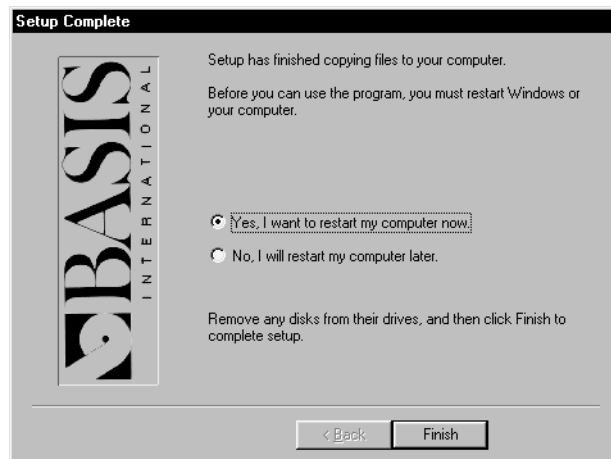 Setup Complete
BASIS
INTERNATIONAL
Setup has finished copying files to your computer.
Before you can use the program, you must restart Windows or
your computer.
Yes, I want to restart my computer now.
No, I will restart my computer later.
Remove any disks from their drives, and then click Finish to
complete setup.
< Back
Finish